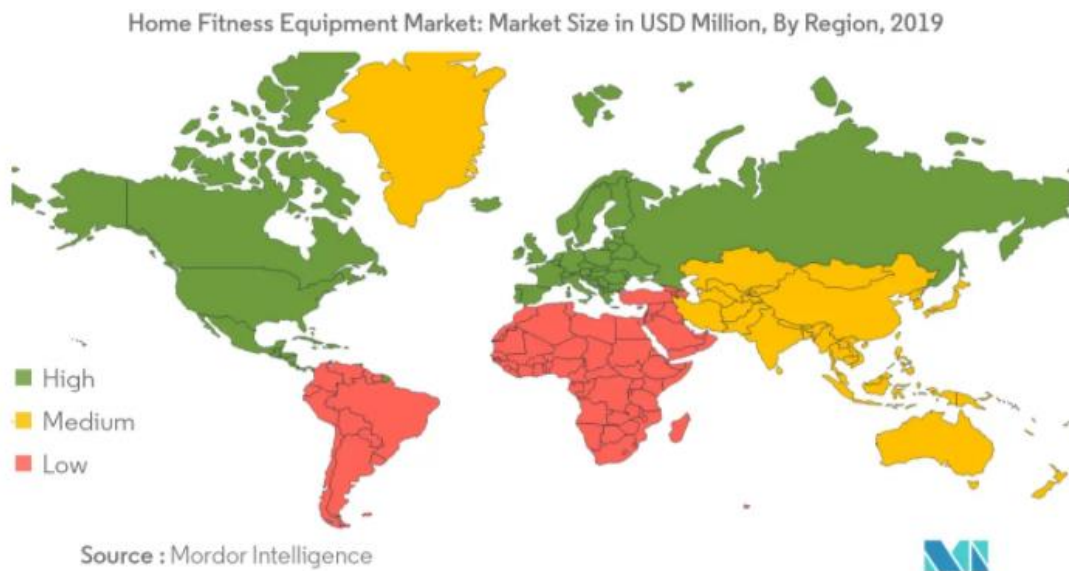 Home Fitness Equipment Market: Market Size in USD Million, By Region, 2019
High
Medium
Low
Source : Mordor Intelligence